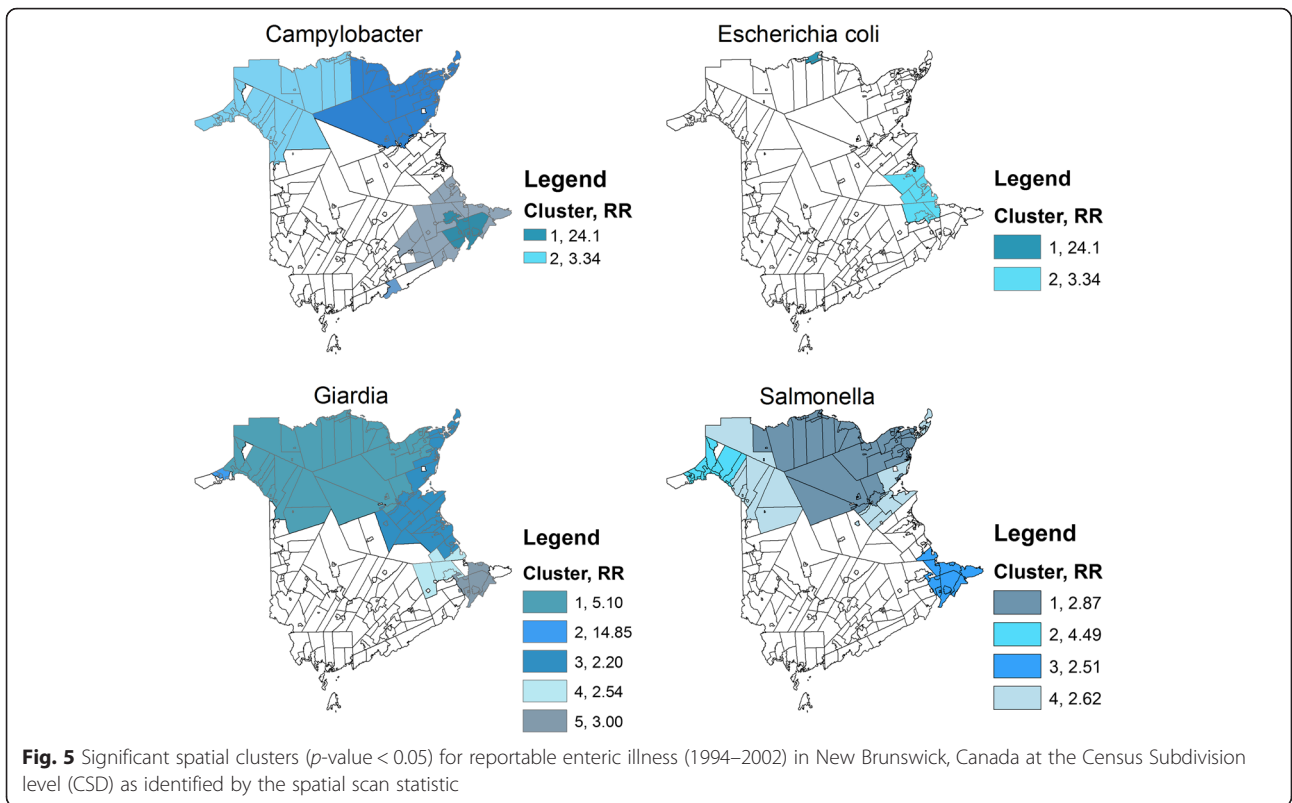 Campylobacter
Legend
Cluster, RR
1, 24.1
2, 3.34
Escherichia coli
Legend
Cluster, RR
1, 24.1
2, 3.34
Giardia
Legend
Cluster, RR
1, 5.10
2, 14.85
3, 2.20
4, 2.54
5, 3.00
Salmonella
Legend
Cluster, RR
1, 2.87
2, 4.49
3, 2.51
4, 2.62
Fig. 5 Significant spatial clusters (p-value < 0.05) for reportable enteric illness (1994–2002) in New Brunswick, Canada at the Census Subdivision
level (CSD) as identified by the spatial scan statistic